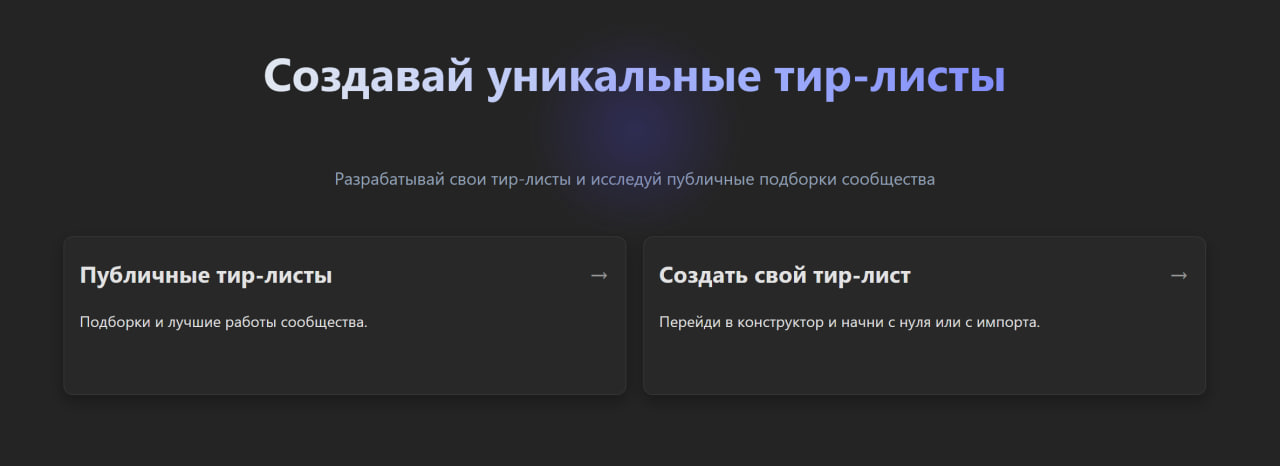 Создавай уникальные тир-листы
Разрабатывай свои тир-листы и исследуй публичные подборки сообщества
Публичные тир-листы →
Подборки и лучшие работы сообщества.
Создать свой тир-лист →
Перейди в конструктор и начни с нуля или с импорта.